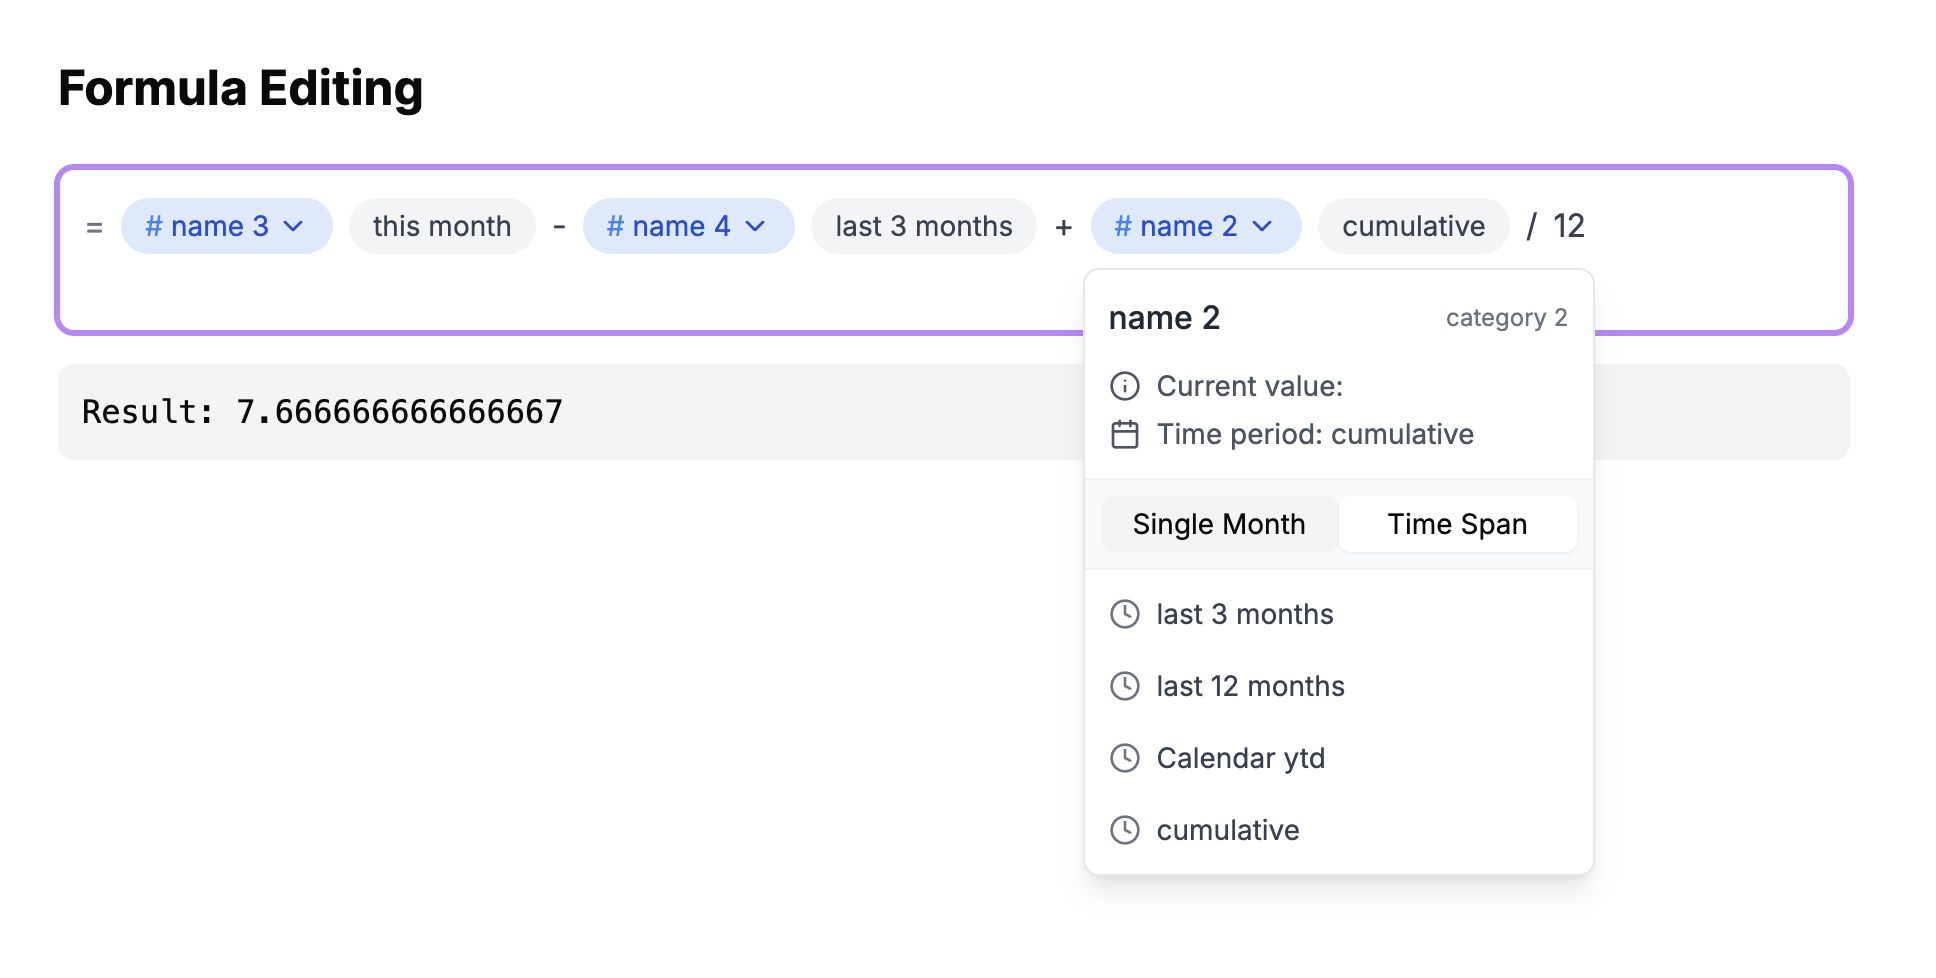 Formula Editing
= # name 3 this month - # name 4 last 3 months + # name 2 cumulative / 12
name 2 category 2
Current value:
Result: 7.666666666666667
Time period: cumulative
Single Month Time Span
last 3 months
last 12 months
Calendar ytd
cumulative